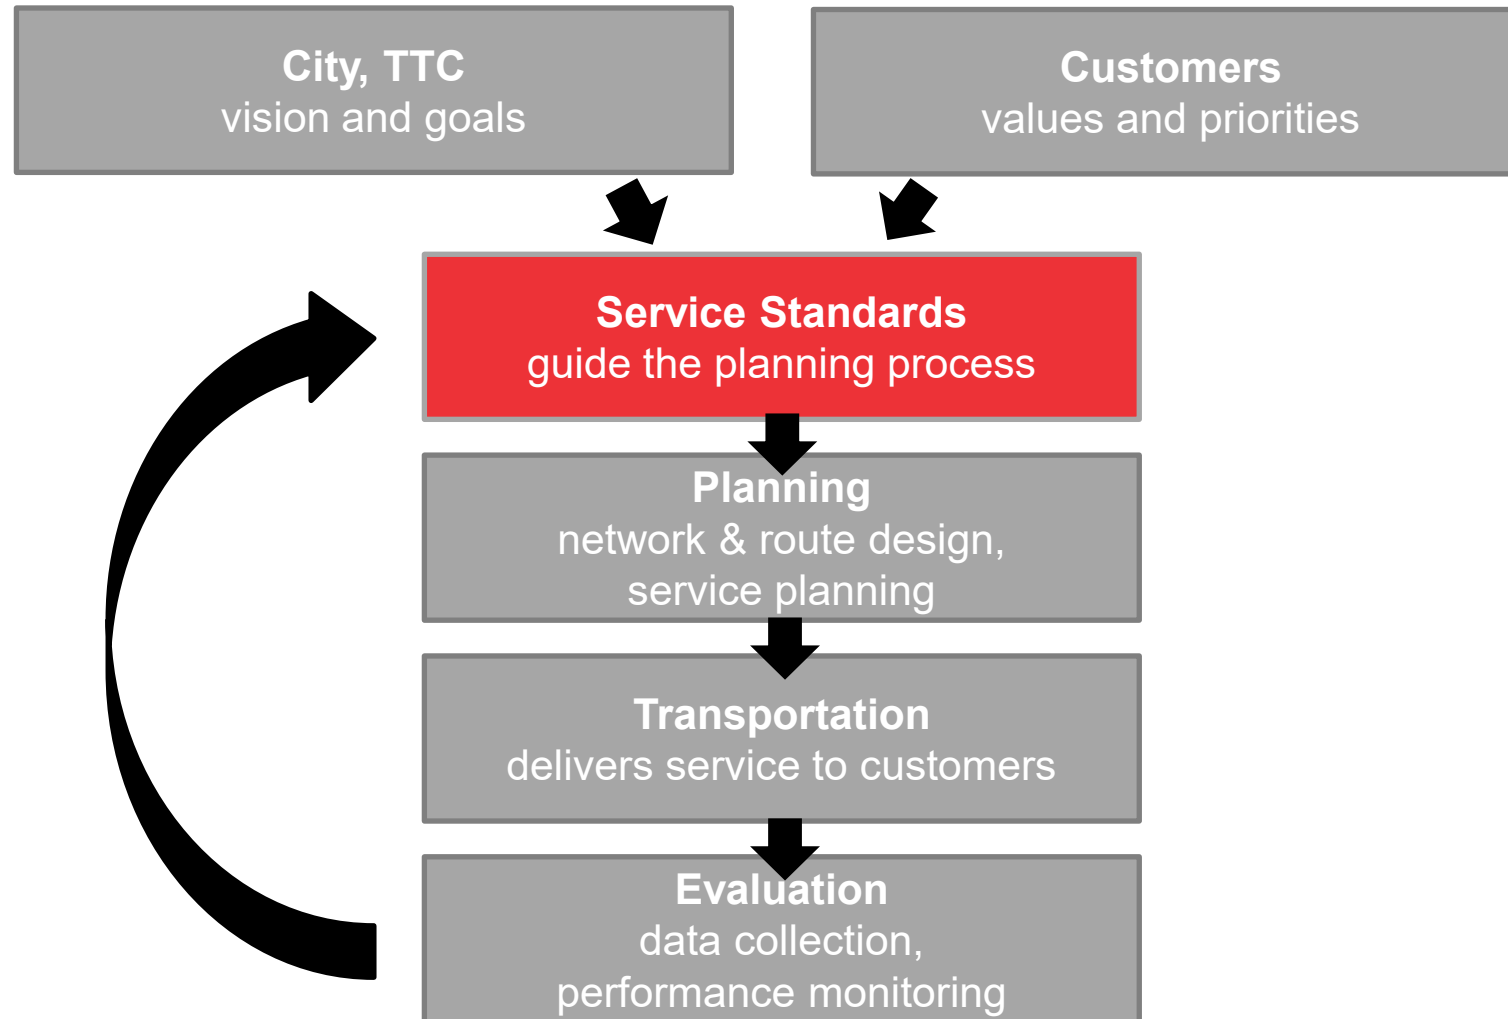 City, TTC
vision and goals
Customers
values and priorities
Service Standards
guide the planning process
Planning
network & route design,
service planning
Transportation
delivers service to customers
Evaluation
data collection,
performance monitoring